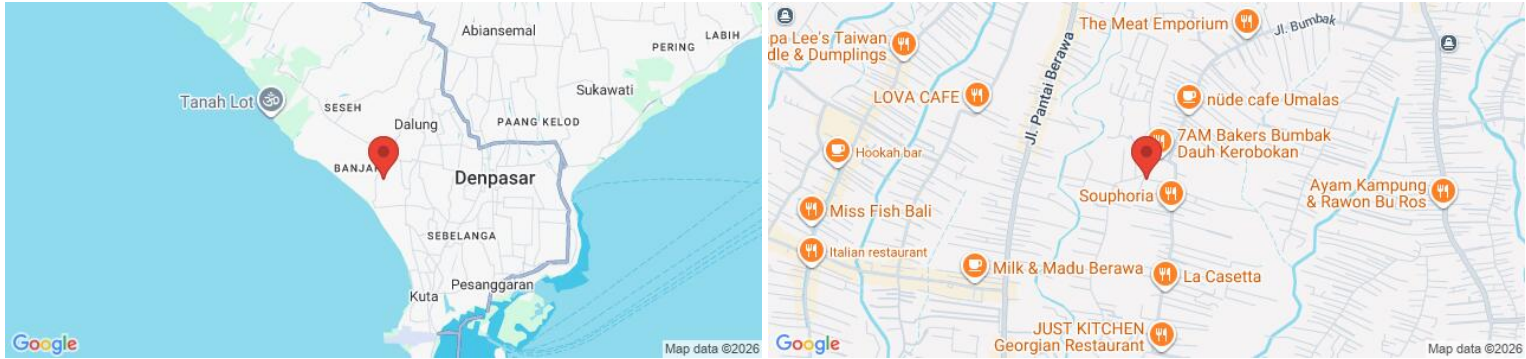 Abiansemal
LABIH
PERING
Tanah Lot
SESEH
Sukawati
Dalung
PAANG KELOD
Denpasar
SEBELANGA
Pesanggaran
Kuta
Google
Map data ©2026
The Meat Emporium
Jl. Bumbak
pa Lee's Taiwan
dle & Dumplings
LOVA CAFE
Jl. Pantai Berawa
nüde cafe Umalas
7AM Bakers Bumbak
Dauh Kerobokan
Hookah bar
Souphoria
Ayam Kampung
& Rawon Bu Ros
Miss Fish Bali
Italian restaurant
Milk & Madu Berawa
La Casetta
JUST KITCHEN
Georgian Restaurant
Google
Map data ©2026